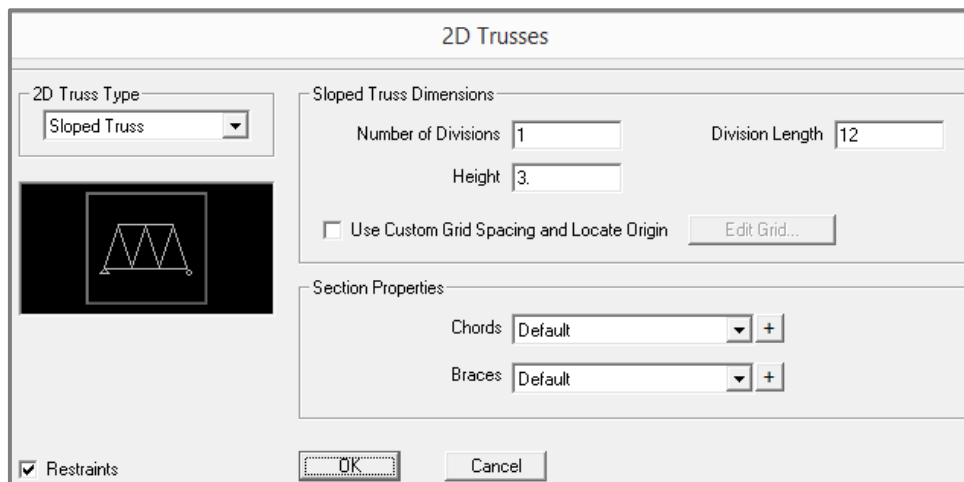 2D Trusses
2D Truss Type
Sloped Truss
Sloped Truss Dimensions
Number of Divisions 1 Division Length 12
Height 3.
Use Custom Grid Spacing and Locate Origin Edit Grid...
Section Properties
Chords Default +
Braces Default +
Restraints OK Cancel